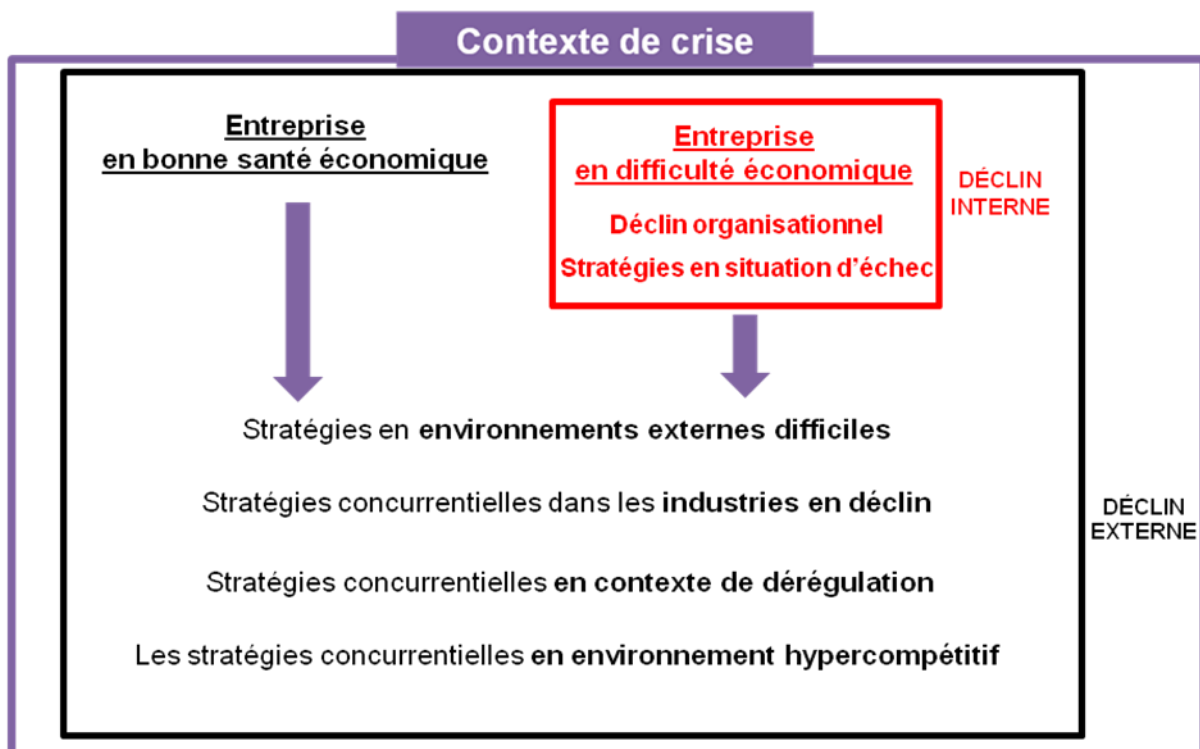 Contexte de crise
Entreprise
en bonne santé économique
Entreprise
en difficulté économique
Déclin organisationnel
Stratégies en situation d'échec
DÉCLIN
INTERNE
Stratégies en environnements externes difficiles
Stratégies concurrentielles dans les industries en déclin
Stratégies concurrentielles en contexte de dérégulation
Les stratégies concurrentielles en environnement hypercompétitif
DÉCLIN
EXTERNE